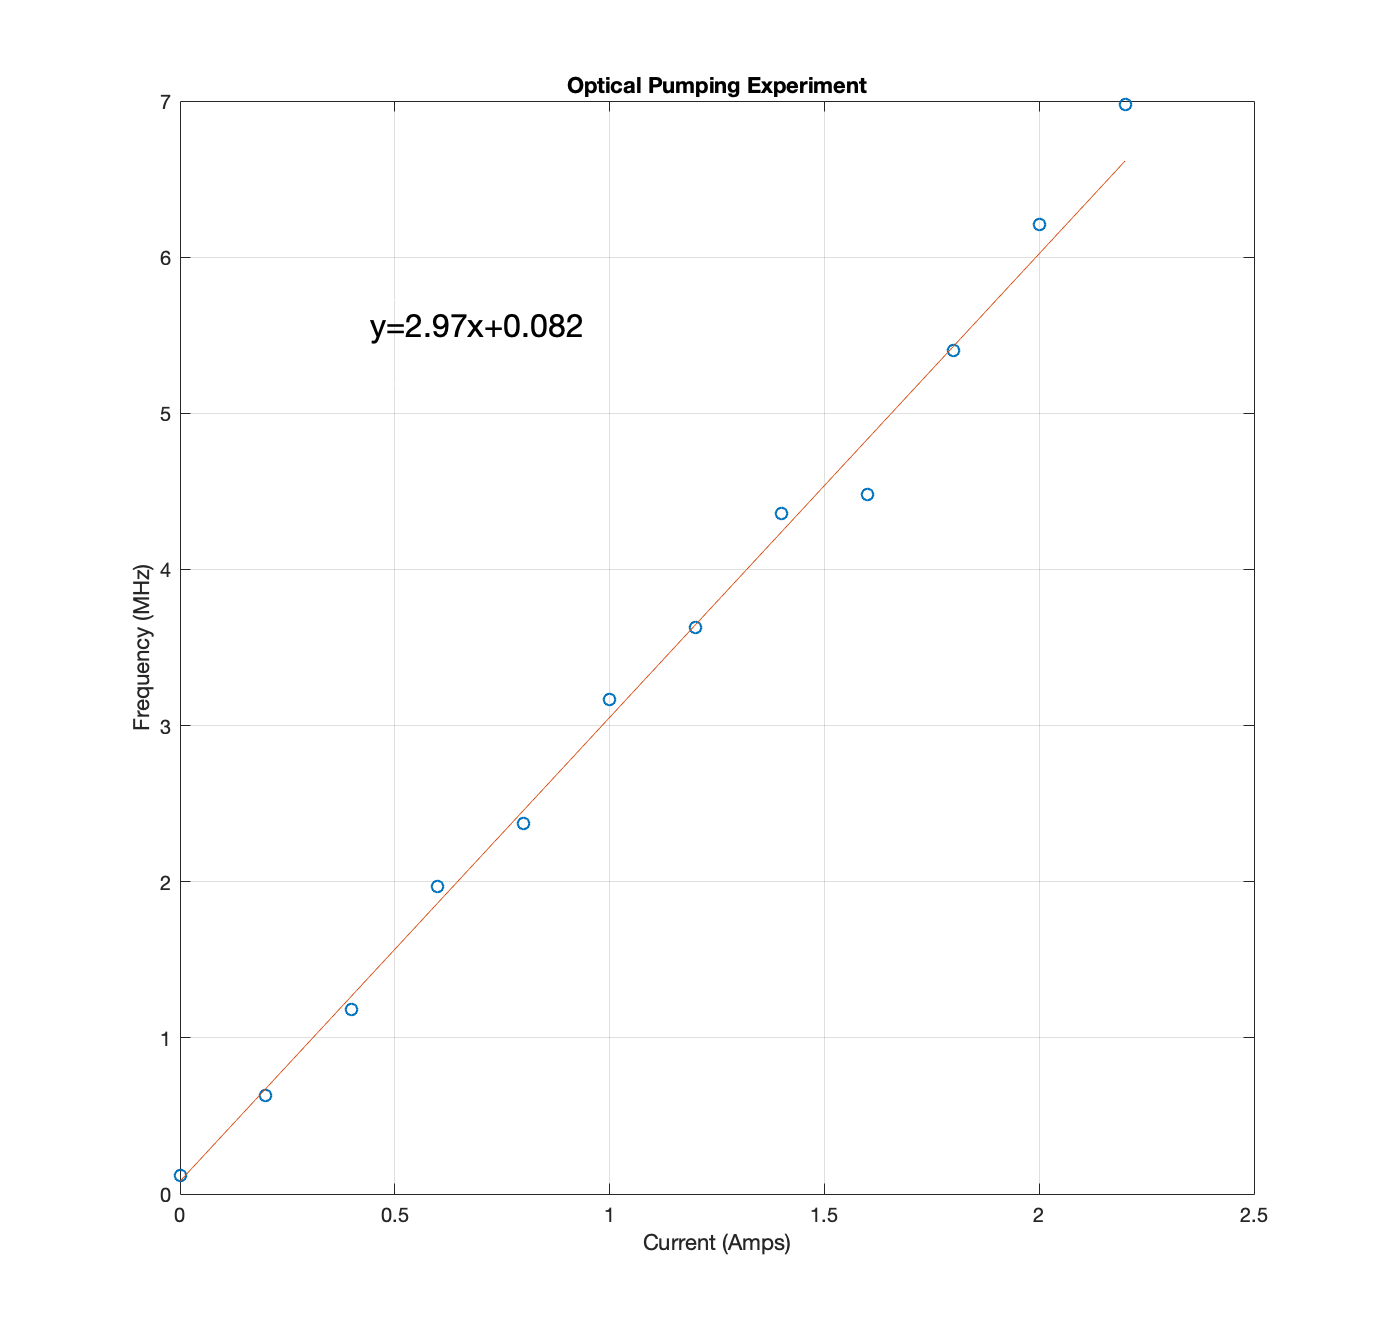 Optical Pumping Experiment
7
6
y=2.97x+0.082
5
4
Frequency (MHz)
3
2
1
0
0 0.5 1 1.5 2 2.5
Current (Amps)